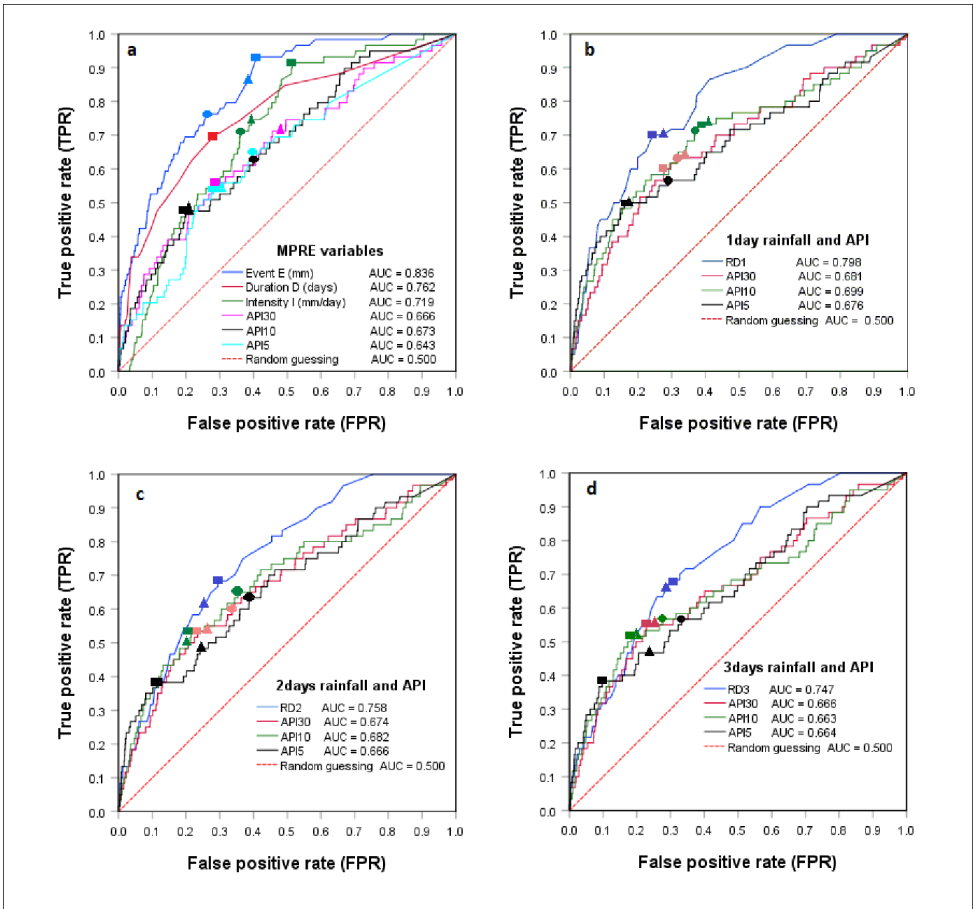 a
True positive rate (TPR)
1.0
0.9
0.8
0.7
0.6
0.5
0.4
0.3
0.2
0.1
0.0
MPRE variables
Event E (mm) AUC = 0.836
Duration D (days) AUC = 0.762
Intensity I (mm/day) AUC = 0.719
API30 AUC = 0.666
API10 AUC = 0.673
API5 AUC = 0.643
Random guessing AUC = 0.500
0.0 0.1 0.2 0.3 0.4 0.5 0.6 0.7 0.8 0.9 1.0
False positive rate (FPR)
b
True positive rate (TPR)
1.0
0.9
0.8
0.7
0.6
0.5
0.4
0.3
0.2
0.1
0.0
1day rainfall and API
RD1 AUC = 0.798
API30 AUC = 0.681
API10 AUC = 0.699
API5 AUC = 0.676
Random guessing AUC = 0.500
0.0 0.1 0.2 0.3 0.4 0.5 0.6 0.7 0.8 0.9 1.0
False positive rate (FPR)
c
True positive rate (TPR)
1.0
0.9
0.8
0.7
0.6
0.5
0.4
0.3
0.2
0.1
0.0
2days rainfall and API
RD2 AUC = 0.758
API30 AUC = 0.674
API10 AUC = 0.682
API5 AUC = 0.666
Random guessing AUC = 0.500
0.0 0.1 0.2 0.3 0.4 0.5 0.6 0.7 0.8 0.9 1.0
False positive rate (FPR)
d
True positive rate (TPR)
1.0
0.9
0.8
0.7
0.6
0.5
0.4
0.3
0.2
0.1
0.0
3days rainfall and API
RD3 AUC = 0.747
API30 AUC = 0.666
API10 AUC = 0.663
API5 AUC = 0.664
Random guessing AUC = 0.500
0.0 0.1 0.2 0.3 0.4 0.5 0.6 0.7 0.8 0.9 1.0
False positive rate (FPR)